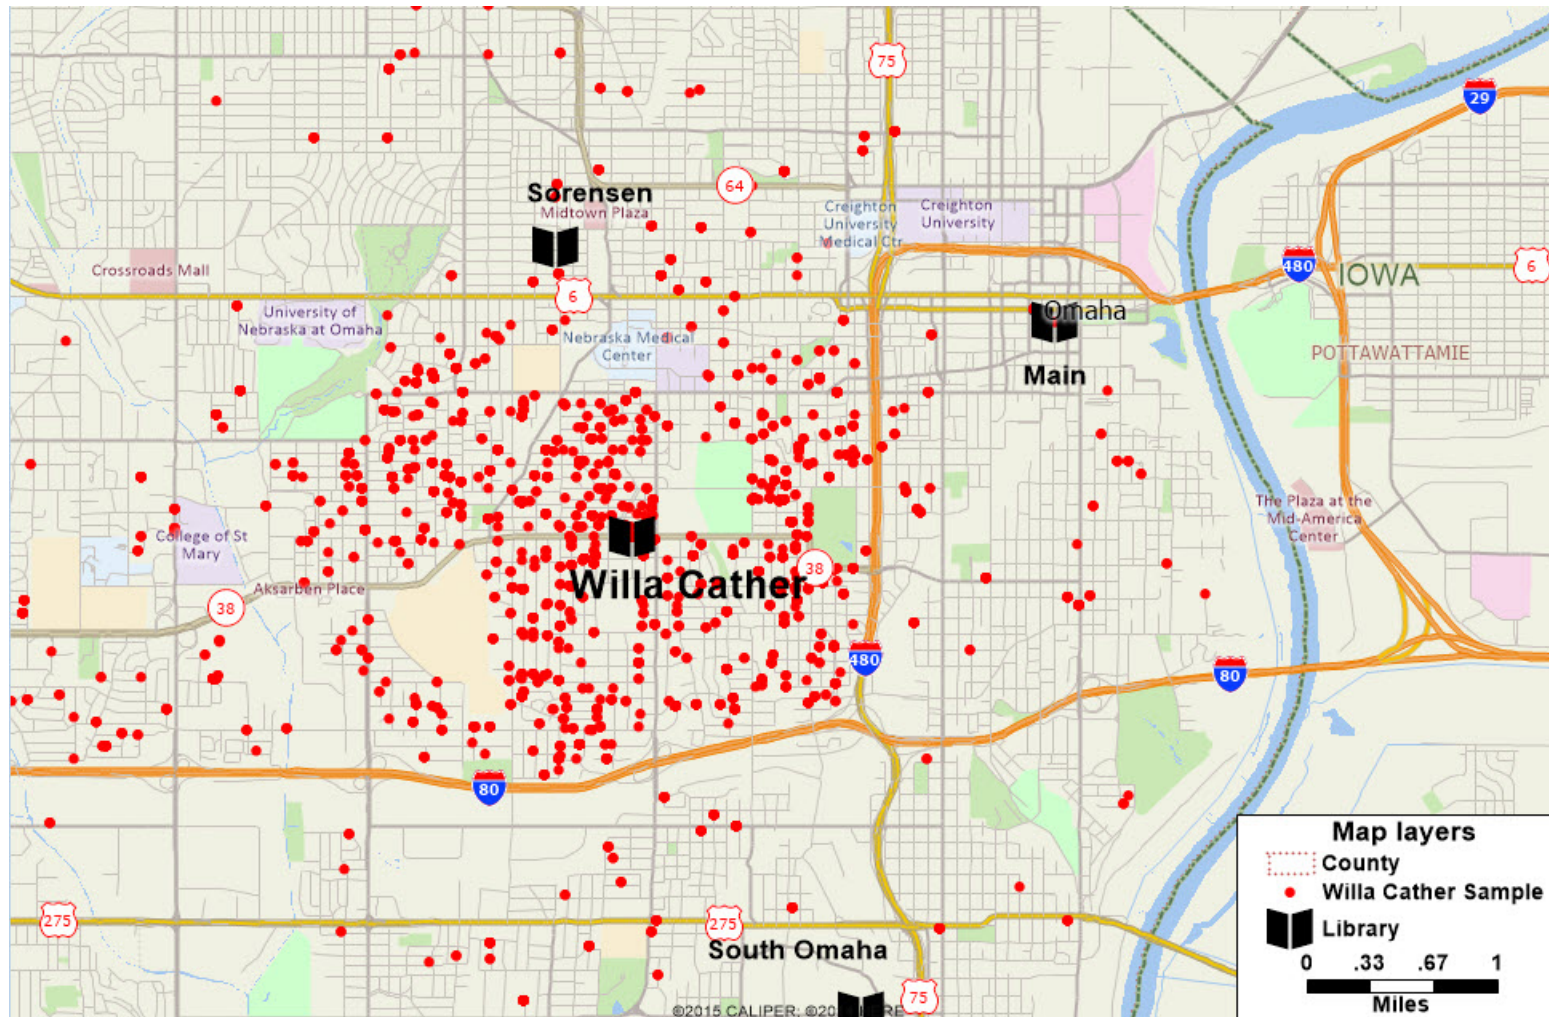 75
29
64
Sorensen
Midtown Plaza
Creighton
University
Medical Ctr
Creighton
University
Crossroads Mall
480
IOWA
6
6
University of
Nebraska at Omaha
Omaha
Nebraska Medical
Center
POTTAWATTAMIE
Main
The Plaza at the
Mid-America
Center
College of St
Mary
Willa Cather
38
Aksarben Place
38
480
80
80
275
275
South Omaha
75
©2015 CALIPER; ©20
Map layers
County
Willa Cather Sample
Library
0 .33 .67 1
Miles